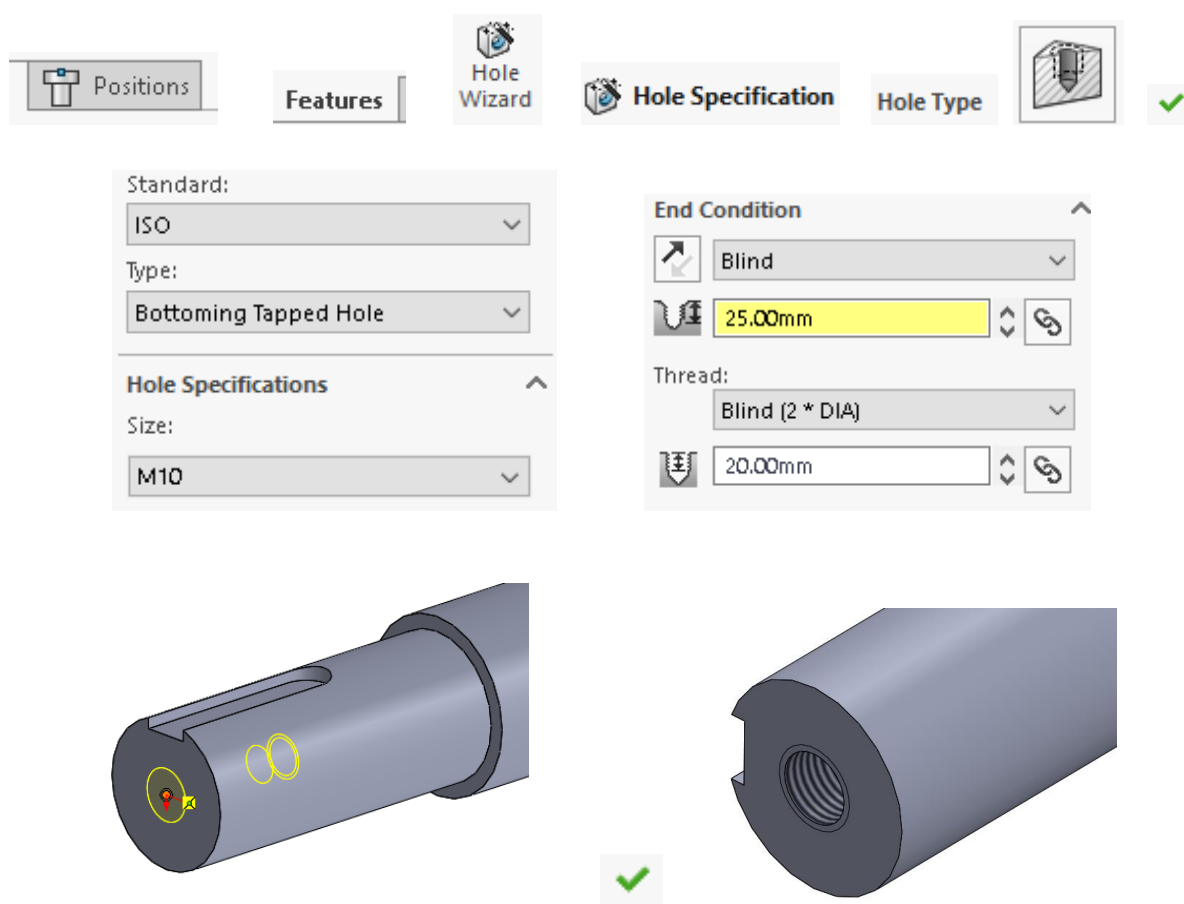 Positions
Features
Hole
Wizard
Hole Specification
Hole Type
Standard:
ISO
Type:
Bottoming Tapped Hole
Hole Specifications
Size:
M10
End Condition
Blind
25.00mm
Thread:
Blind (2 * DIA)
20.00mm